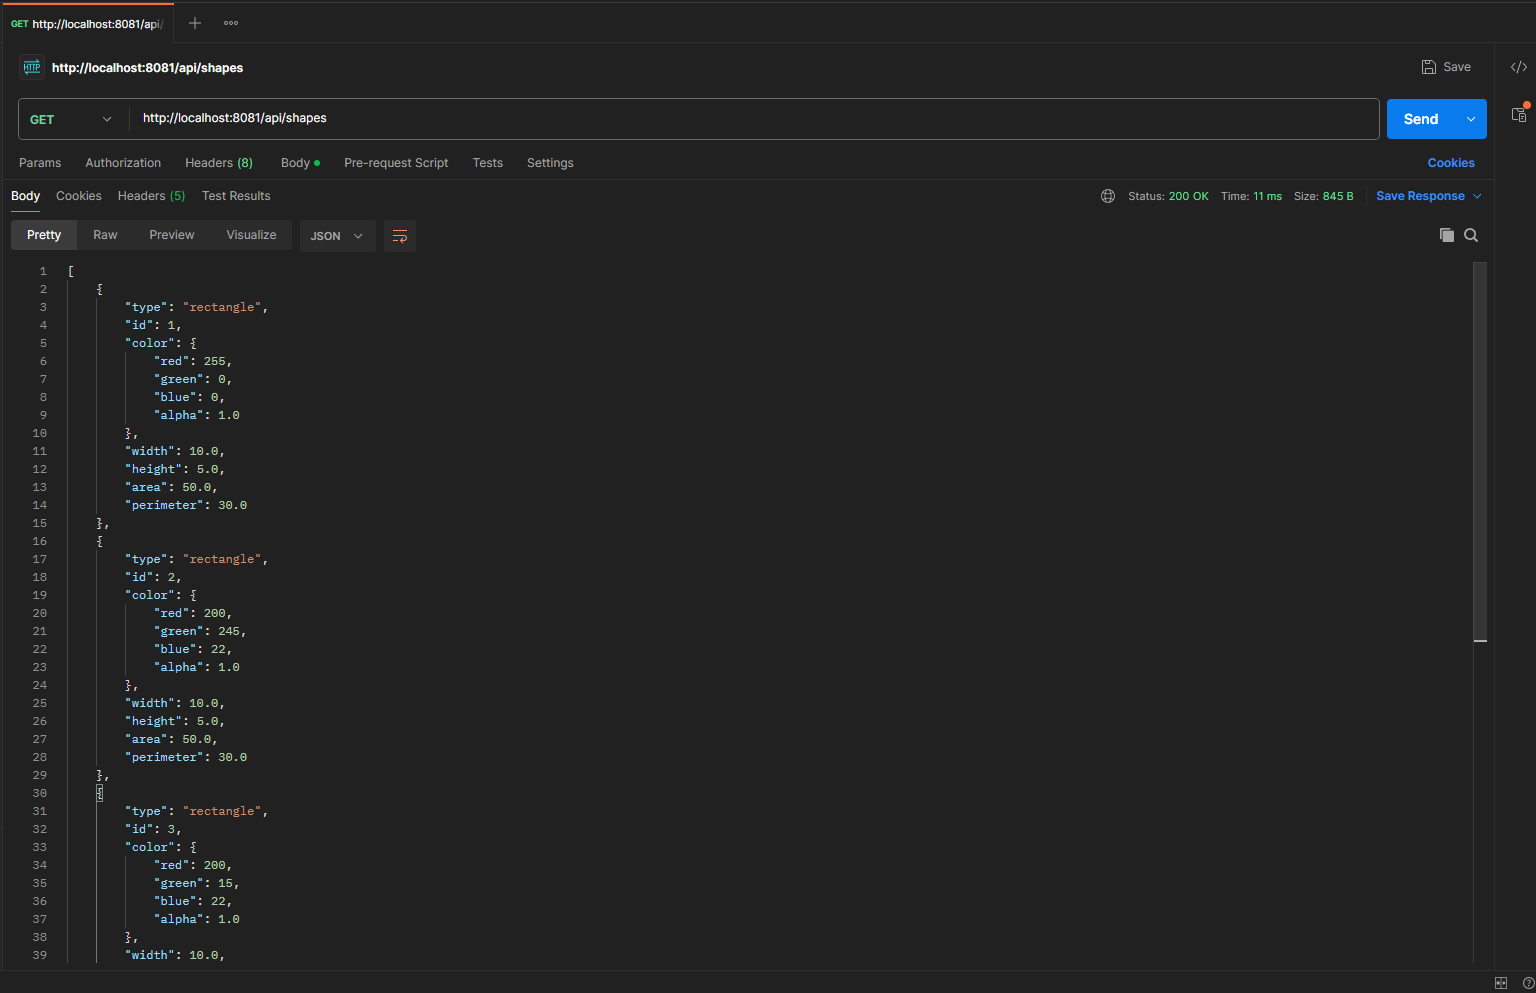 GET http://localhost:8081/api/
http://localhost:8081/api/shapes
Save
GET
http://localhost:8081/api/shapes
Send
Params Authorization Headers (8) Body Pre-request Script Tests Settings Cookies
Body Cookies Headers (5) Test Results Status: 200 OK Time: 11 ms Size: 845 B Save Response
Pretty Raw Preview Visualize JSON
1 [
2 {
3 "type": "rectangle",
4 "id": 1,
5 "color": {
6 "red": 255,
7 "green": 0,
8 "blue": 0,
9 "alpha": 1.0
10 },
11 "width": 10.0,
12 "height": 5.0,
13 "area": 50.0,
14 "perimeter": 30.0
15 },
16 {
17 "type": "rectangle",
18 "id": 2,
19 "color": {
20 "red": 200,
21 "green": 245,
22 "blue": 22,
23 "alpha": 1.0
24 },
25 "width": 10.0,
26 "height": 5.0,
27 "area": 50.0,
28 "perimeter": 30.0
29 },
30 {
31 "type": "rectangle",
32 "id": 3,
33 "color": {
34 "red": 200,
35 "green": 15,
36 "blue": 22,
37 "alpha": 1.0
38 },
39 "width": 10.0,